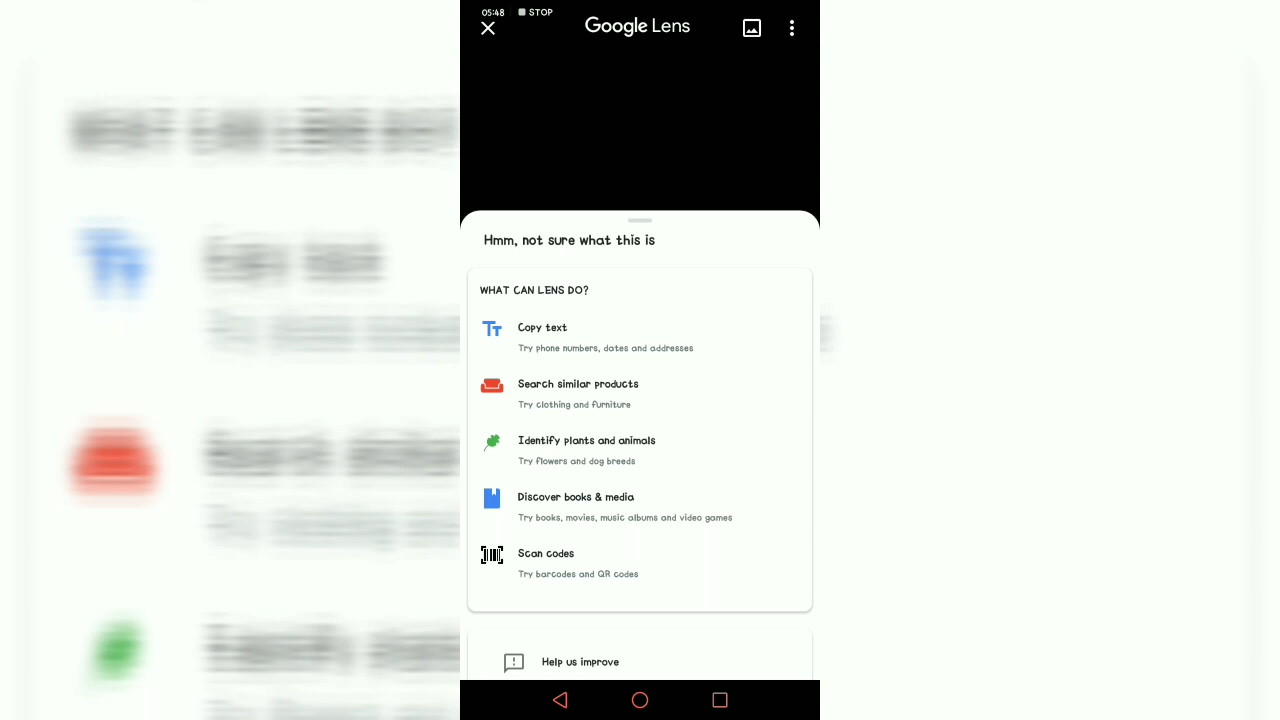 05:48 STOP
Google Lens
Hmm, not sure what this is
WHAT CAN LENS DO?
Copy text
Try phone numbers, dates and addresses
Search similar products
Try clothing and furniture
Identify plants and animals
Try flowers and dog breeds
Discover books & media
Try books, movies, music albums and video games
Scan codes
Try barcodes and QR codes
Help us improve